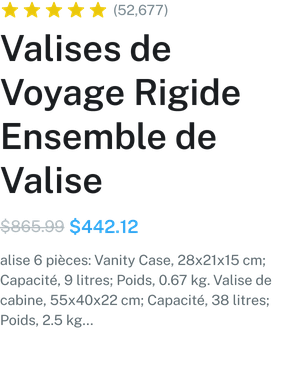 (52,677)
Valises de
Voyage Rigide
Ensemble de
Valise
$865.99 $442.12
alise 6 pièces: Vanity Case, 28x21x15 cm;
Capacité, 9 litres; Poids, 0.67 kg. Valise de
cabine, 55x40x22 cm; Capacité, 38 litres;
Poids, 2.5 kg...